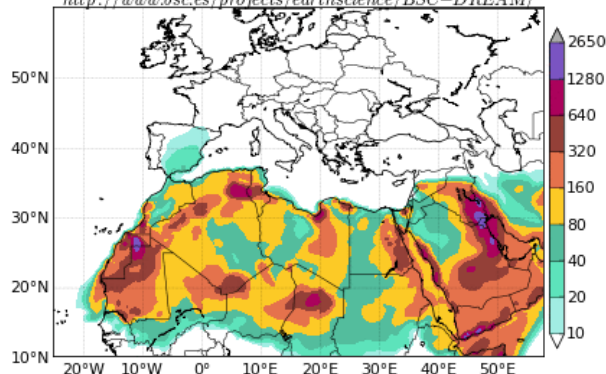 http://www.bsc.es/projects/earthscience/BSC-DREAM/
2650
1280
640
320
160
80
40
20
10
50°N
40°N
30°N
20°N
10°N
20°W 10°W 0° 10°E 20°E 30°E 40°E 50°E